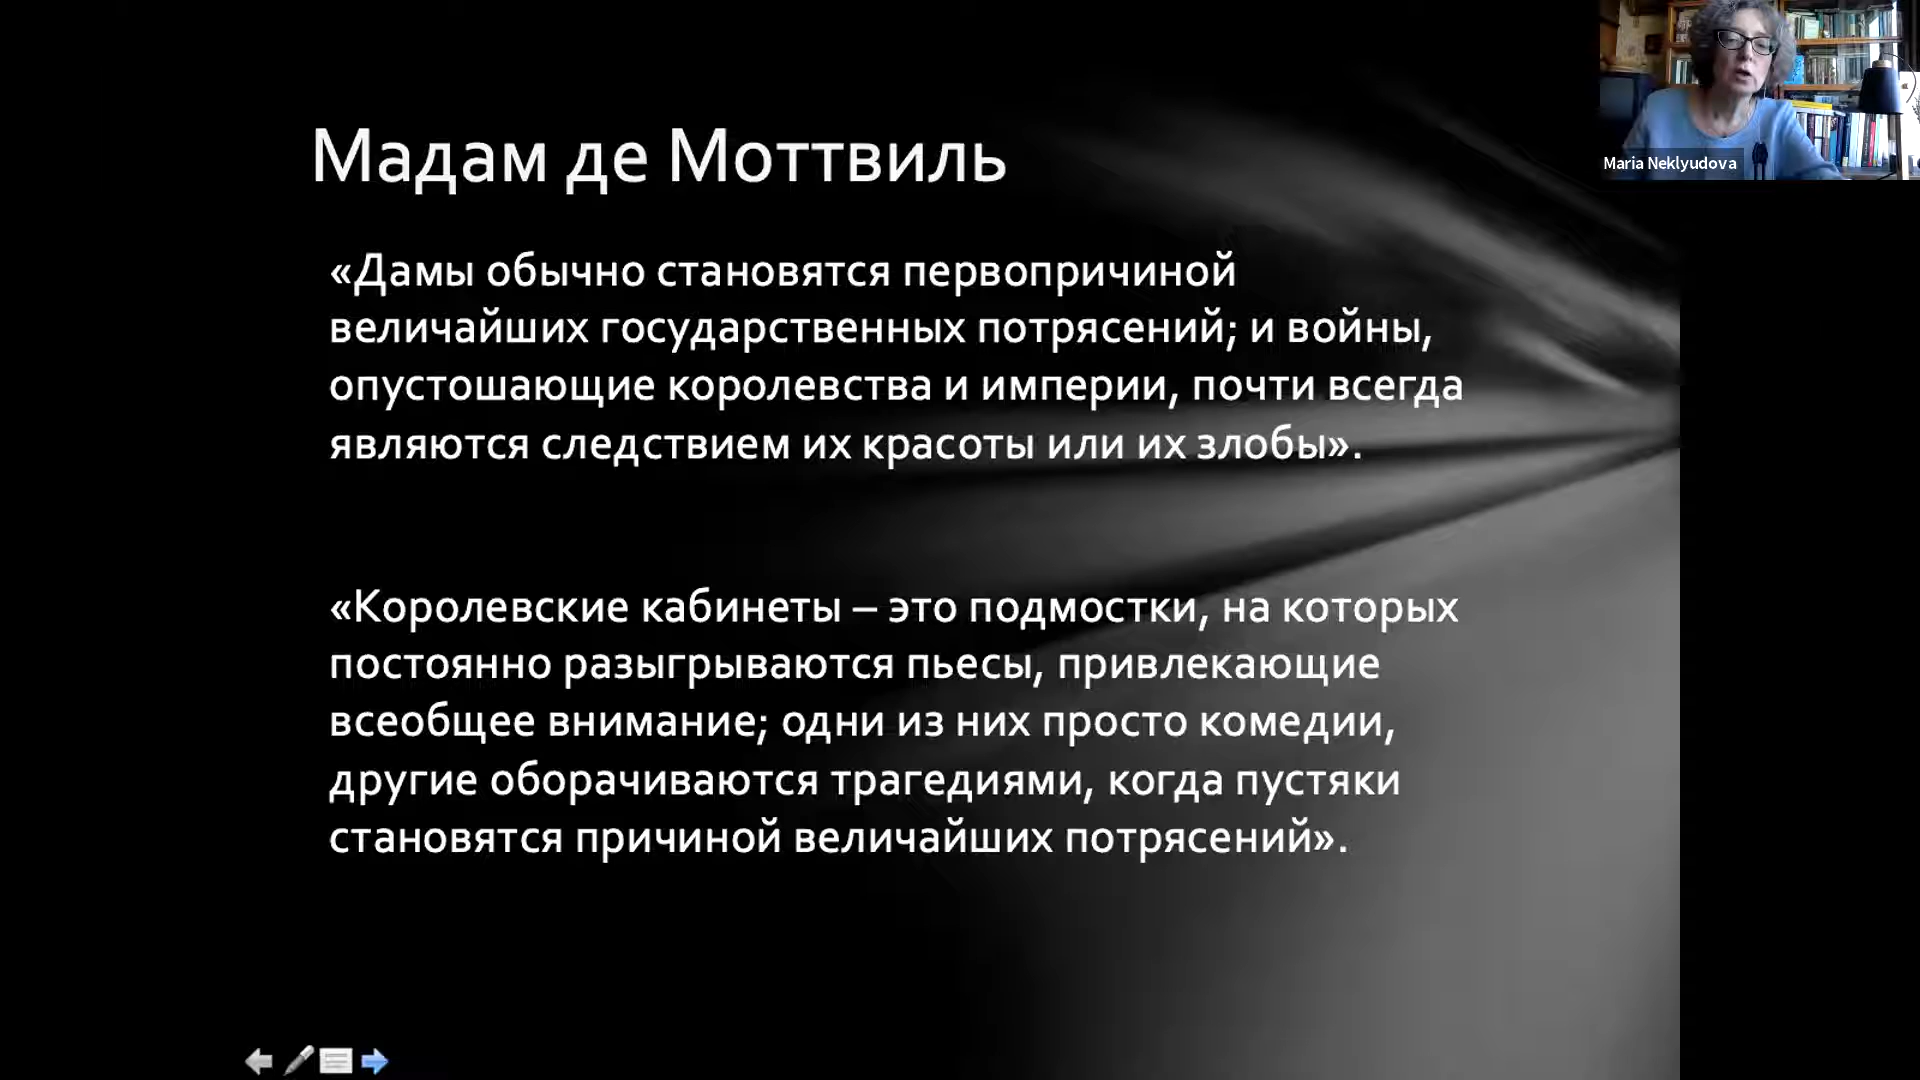 Мадам де Моттвиль
«Дамы обычно становятся первопричиной
величайших государственных потрясений; и войны,
опустошающие королевства и империи, почти всегда
являются следствием их красоты или их злобы».
«Королевские кабинеты – это подмостки, на которых
постоянно разыгрываются пьесы, привлекающие
всеобщее внимание; одни из них просто комедии,
другие оборачиваются трагедиями, когда пустяки
становятся причиной величайших потрясений».
Maria Neklyudova